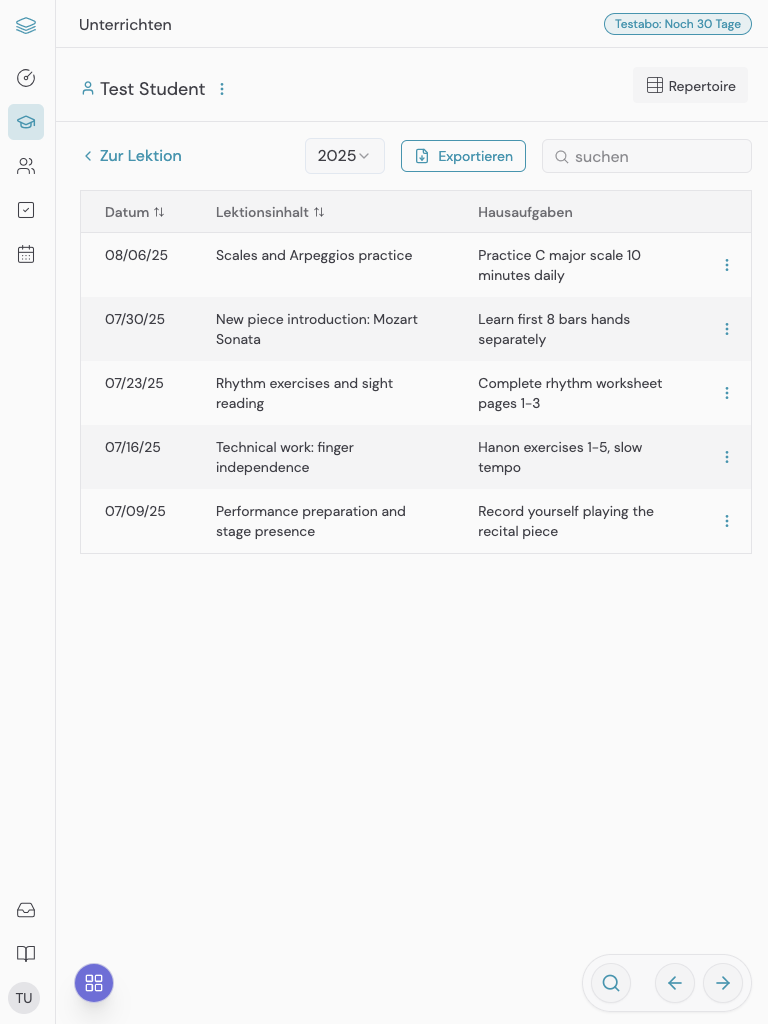 Unterrichten
Testabo: Noch 30 Tage
Test Student
Repertoire
Zur Lektion
2025
Exportieren
suchen
Datum
Lektionsinhalt
Hausaufgaben
08/06/25
Scales and Arpeggios practice
Practice C major scale 10
minutes daily
07/30/25
New piece introduction: Mozart
Sonata
Learn first 8 bars hands
separately
07/23/25
Rhythm exercises and sight
reading
Complete rhythm worksheet
pages 1-3
07/16/25
Technical work: finger
independence
Hanon exercises 1-5, slow
tempo
07/09/25
Performance preparation and
stage presence
Record yourself playing the
recital piece
TU